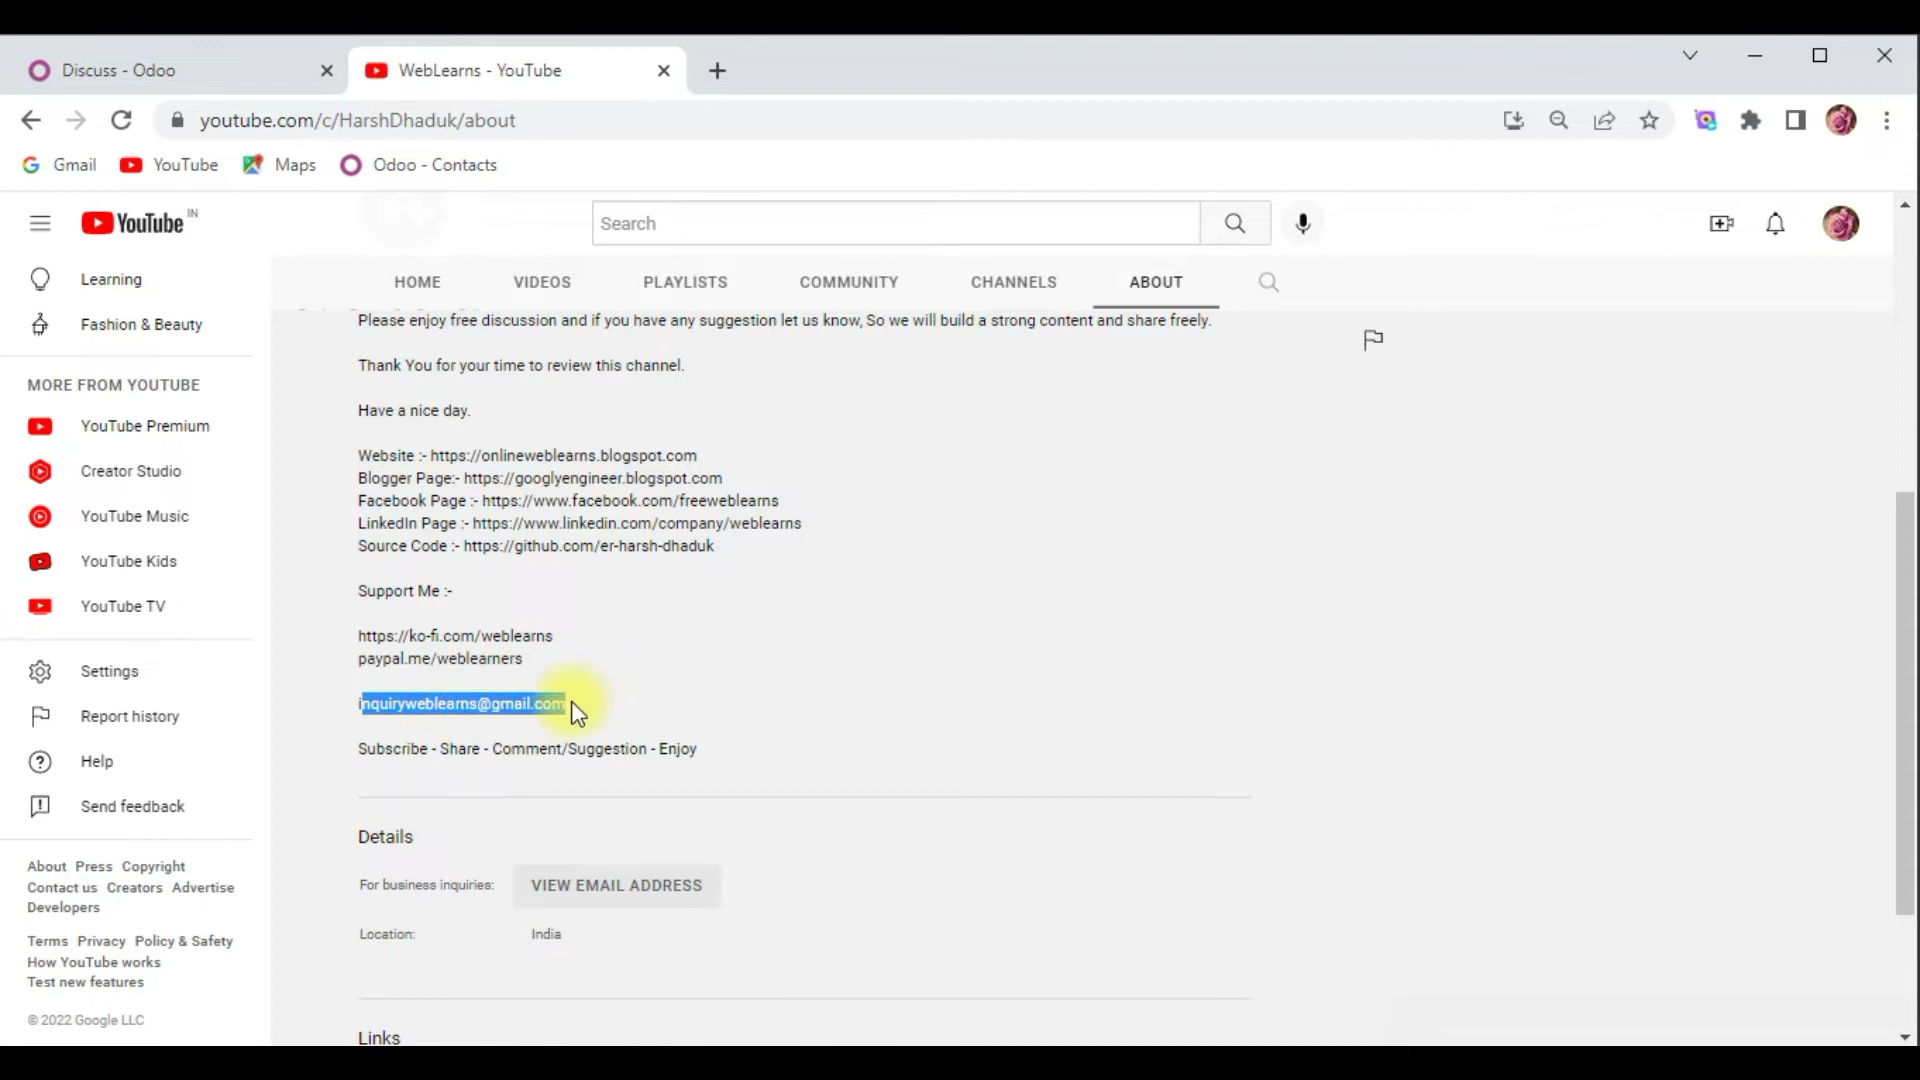 Discuss - Odoo
WebLearns - YouTube
youtube.com/c/HarshDhaduk/about
Gmail
YouTube
Maps
Odoo - Contacts
YouTube IN
Search
Learning
Fashion & Beauty
MORE FROM YOUTUBE
YouTube Premium
Creator Studio
YouTube Music
YouTube Kids
YouTube TV
Settings
Report history
Help
Send feedback
About Press Copyright
Contact us Creators Advertise
Developers
Terms Privacy Policy & Safety
How YouTube works
Test new features
© 2022 Google LLC
HOME
VIDEOS
PLAYLISTS
COMMUNITY
CHANNELS
ABOUT
Please enjoy free discussion and if you have any suggestion let us know, So we will build a strong content and share freely.
Thank You for your time to review this channel.
Have a nice day.
Website :- https://onlineweblearns.blogspot.com
Blogger Page:- https://googlyengineer.blogspot.com
Facebook Page :- https://www.facebook.com/freeweblearns
LinkedIn Page :- https://www.linkedin.com/company/weblearns
Source Code :- https://github.com/er-harsh-dhaduk
Support Me :-
https://ko-fi.com/weblearns
paypal.me/weblearners
inquiryweblearns@gmail.com
Subscribe - Share - Comment/Suggestion - Enjoy
Details
For business inquiries:
VIEW EMAIL ADDRESS
Location:
India
Links